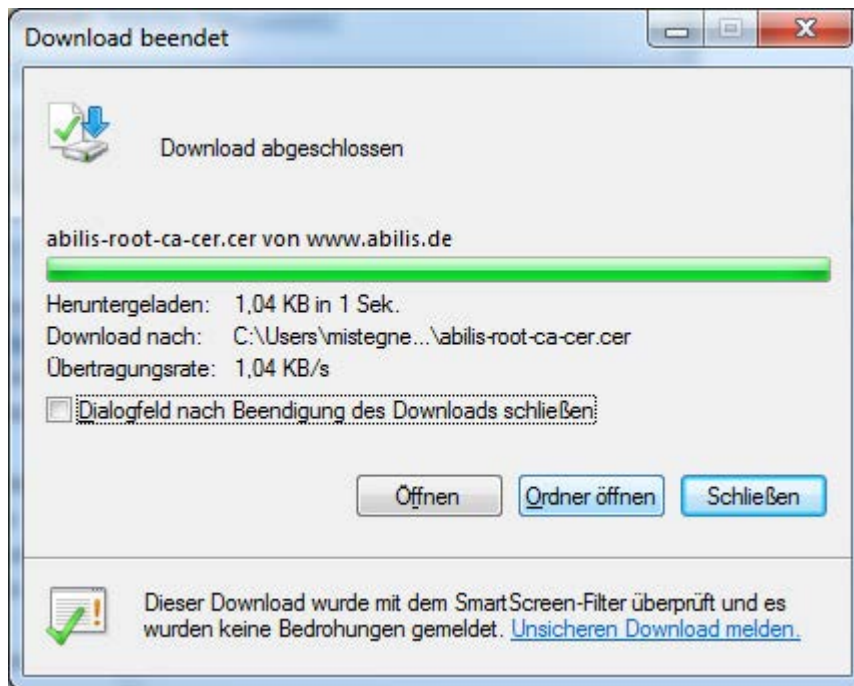 Download beendet
Download abgeschlossen
abilis-root-ca-cer.cer von www.abilis.de
Heruntergeladen: 1,04 KB in 1 Sek.
Download nach: C:\Users\mistegne...\abilis-root-ca-cer.cer
Übertragungsrate: 1,04 KB/s
Dialogfeld nach Beendigung des Downloads schließen
Öffnen Ordner öffnen Schließen
Dieser Download wurde mit dem SmartScreen-Filter überprüft und es
wurden keine Bedrohungen gemeldet. Unsicheren Download melden.